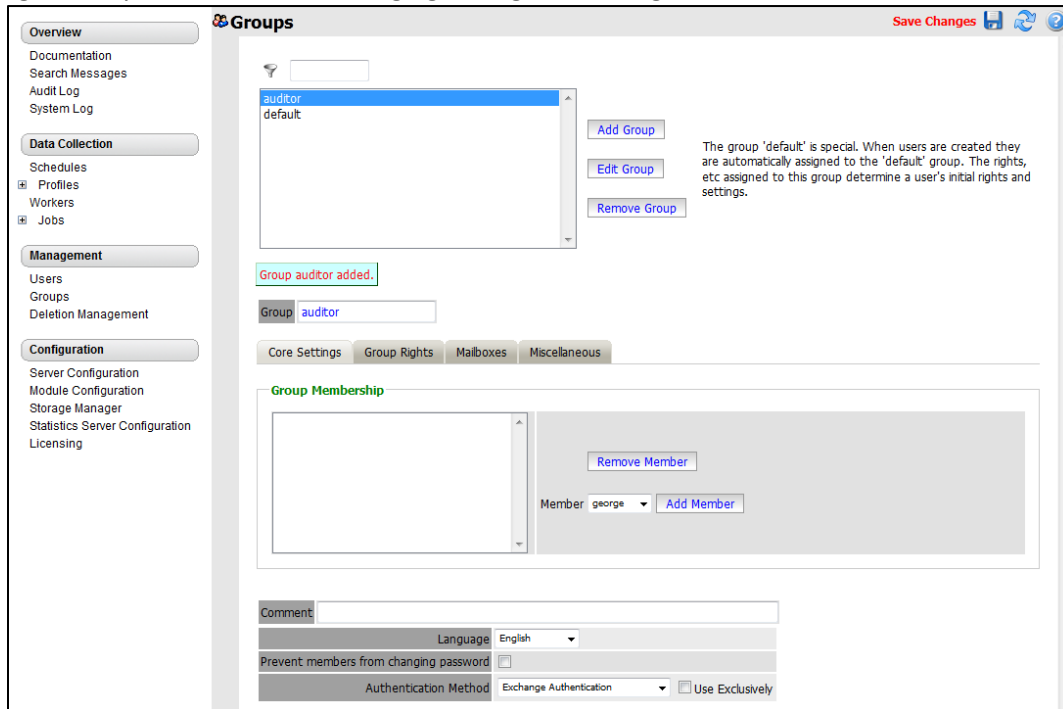 Groups
Save Changes
Overview
Documentation
Search Messages
Audit Log
System Log
Data Collection
Schedules
Profiles
Workers
Jobs
Management
Users
Groups
Deletion Management
Configuration
Server Configuration
Module Configuration
Storage Manager
Statistics Server Configuration
Licensing
auditor
default
Add Group
Edit Group
Remove Group
The group 'default' is special. When users are created they
are automatically assigned to the 'default' group. The rights,
etc assigned to this group determine a user's initial rights and
settings.
Group auditor added.
Group auditor
Core Settings Group Rights Mailboxes Miscellaneous
Group Membership
Remove Member
Member george Add Member
Comment
Language English
Prevent members from changing password
Authentication Method Exchange Authentication Use Exclusively